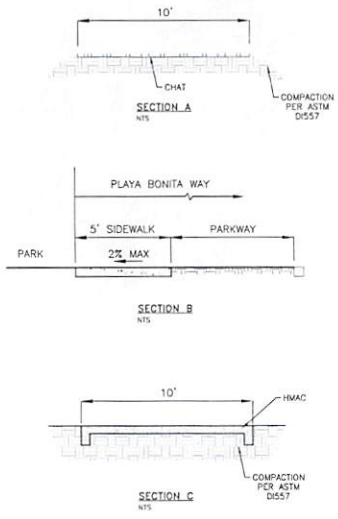 10'
CHAT
COMPACTION
PER ASTM
D1557
SECTION A
NTS
PLAYA BONITA WAY
5' SIDEWALK
PARKWAY
PARK
2% MAX
SECTION B
NTS
10'
HMAC
COMPACTION
PER ASTM
D1557
SECTION C
NTS